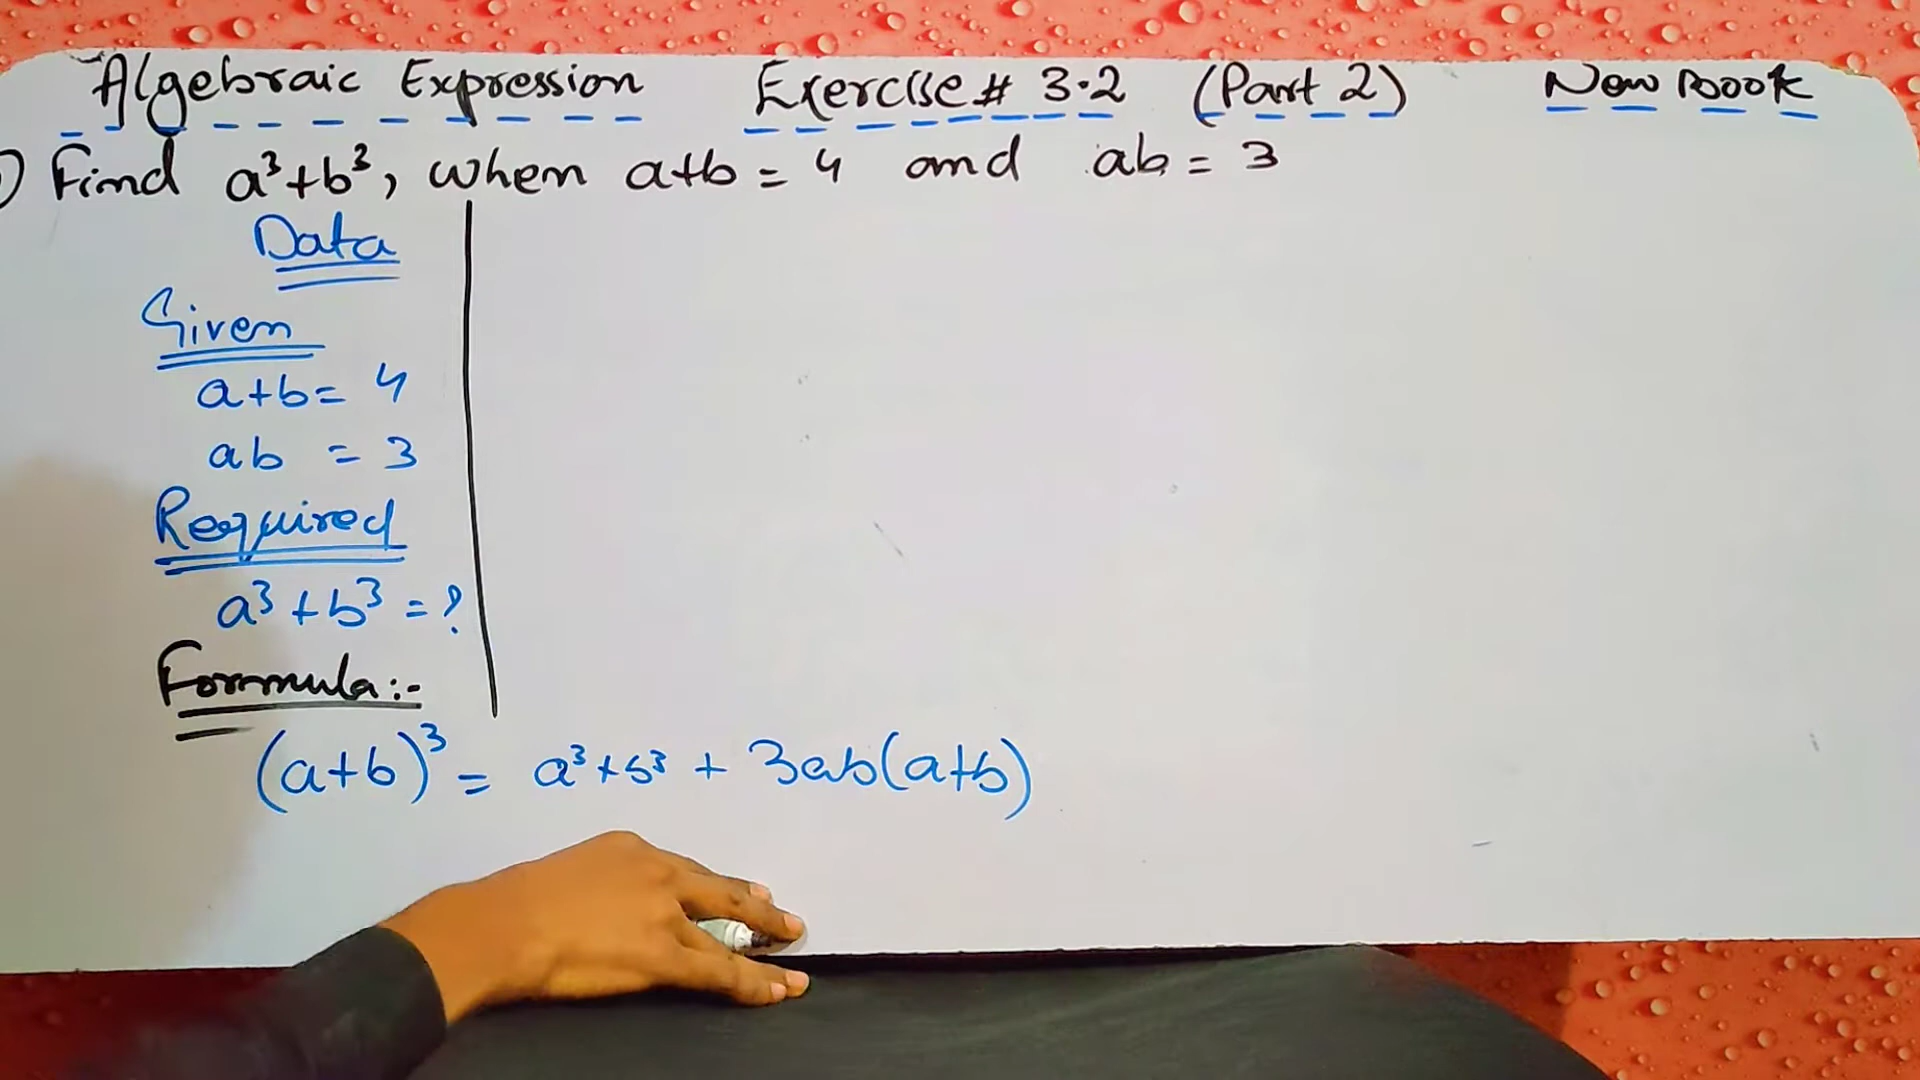 Algebraic Expression Exercise # 3.2 (Part 2) New Book
) Find a³+b³, when a+b = 4 and ab = 3
Data
Given
a+b = 4
ab = 3
Required
a³ + b³ = ?
Formula:-
(a+b)³ = a³+b³ + 3ab(a+b)